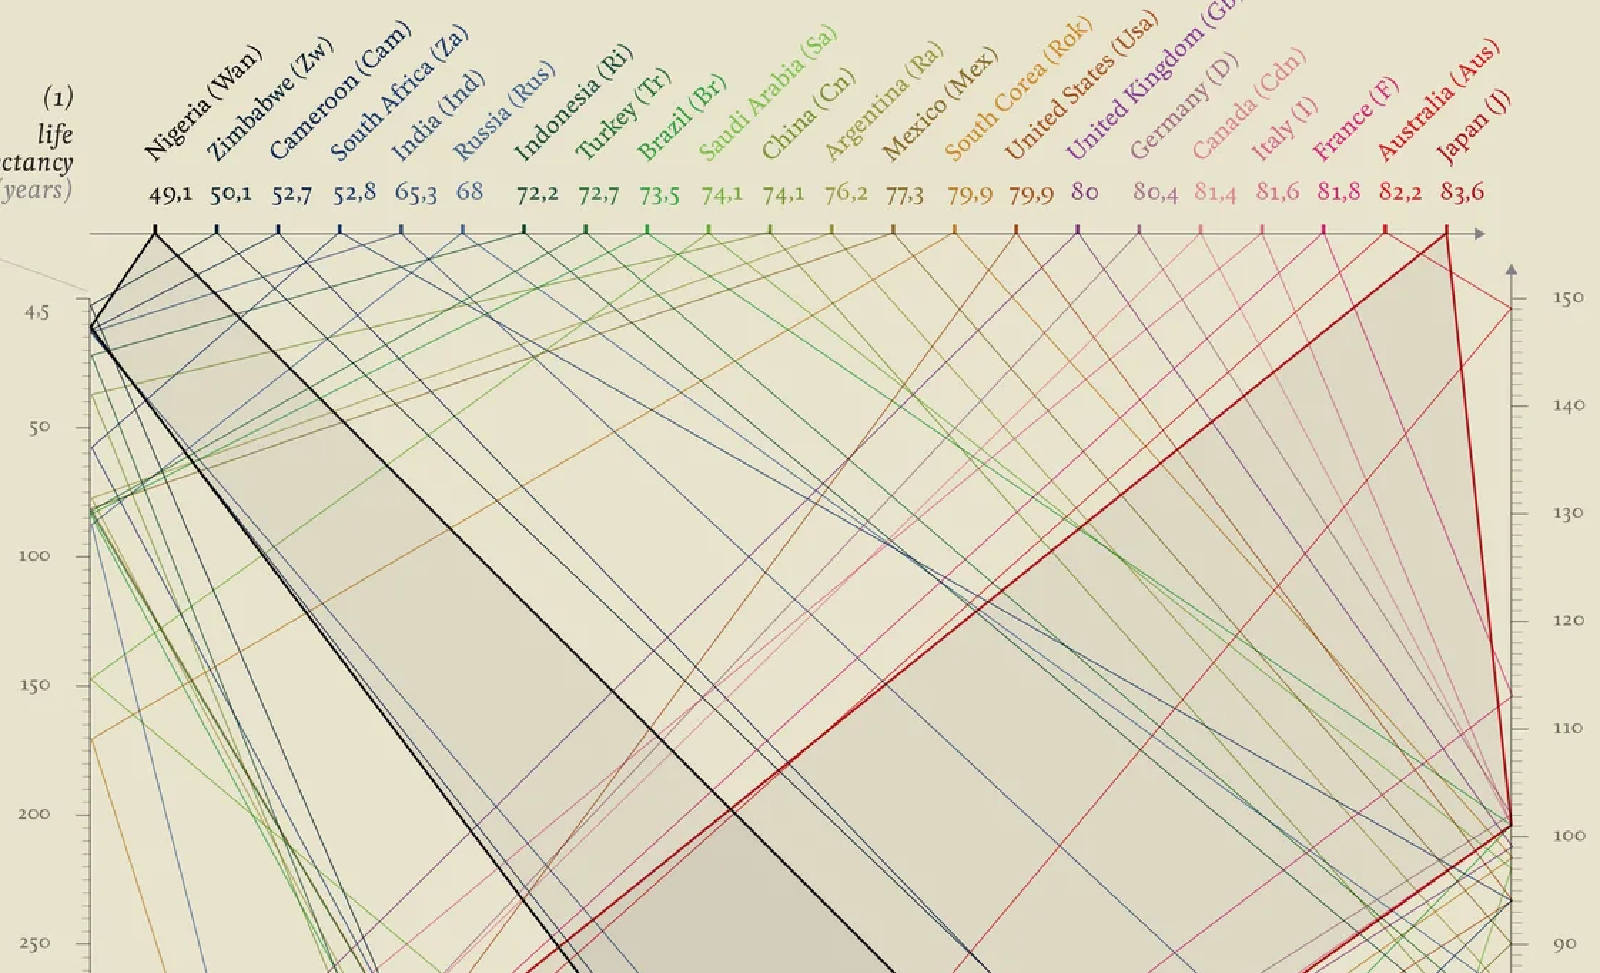 (1)
life
ctancy
years)
Nigeria (Wan)
Zimbabwe (Zw)
Cameroon (Cam)
South Africa (Za)
India (Ind)
Russia (Rus)
Indonesia (Ri)
Turkey (Tr)
Brazil (Br)
Saudi Arabia (Sa)
China (Cn)
Argentina (Ra)
Mexico (Mex)
South Corea (Rok)
United States (Usa)
United Kingdom (Gb)
Germany (D)
Canada (Cdn)
Italy (I)
France (F)
Australia (Aus)
Japan (J)
49,1 50,1 52,7 52,8 65,3 68 72,2 72,7 73,5 74,1 74,1 76,2 77,3 79,9 79,9 80 80,4 81,4 81,6 81,8 82,2 83,6
45
50
100
150
200
250
150
140
130
120
110
100
90